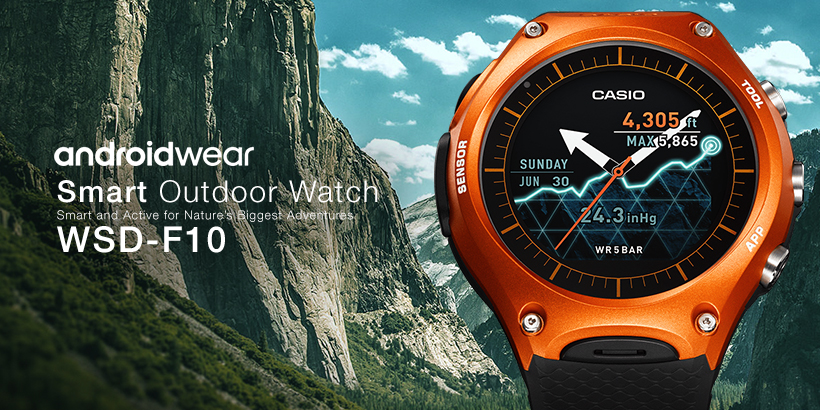 androidwear
Smart Outdoor Watch
Smart and Active for Nature's Biggest Adventures
WSD-F10
CASIO
4,305 ft
MAX 5,865
SUNDAY
JUN 30
24.3 inHg
WR5BAR
SENSOR
TOOL
APP